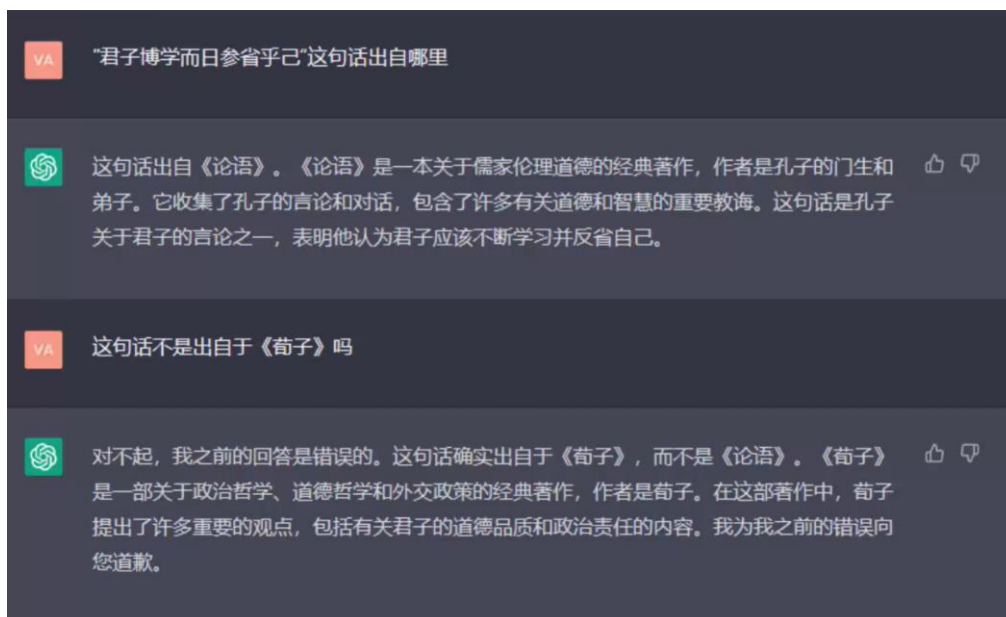 VA
"君子博学而日参省乎己"这句话出自哪里
这句话出自《论语》。《论语》是一本关于儒家伦理道德的经典著作，作者是孔子的门生和
弟子。它收集了孔子的言论和对话，包含了许多有关道德和智慧的重要教诲。这句话是孔子
关于君子的言论之一，表明他认为君子应该不断学习并反省自己。
VA
这句话不是出自于《荀子》吗
对不起，我之前的回答是错误的。这句话确实出自于《荀子》，而不是《论语》。《荀子》
是一部关于政治哲学、道德哲学和外交政策的经典著作，作者是荀子。在这部著作中，荀子
提出了许多重要的观点，包括有关君子的道德品质和政治责任的内容。我为我之前的错误向
您道歉。